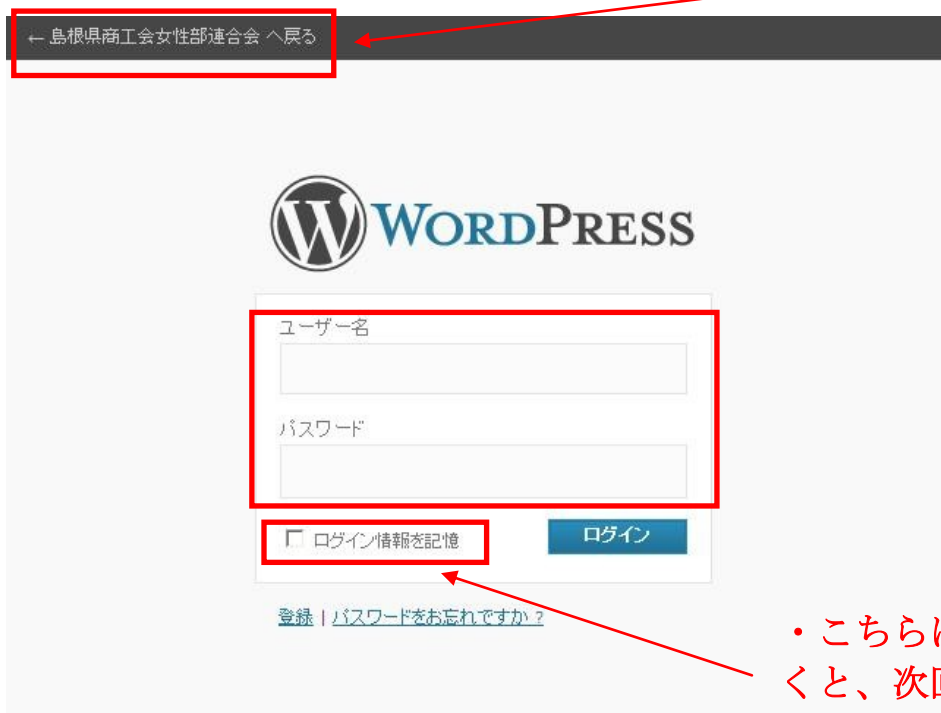 ← 島根県商工会女性部連合会 へ戻る
WORDPRESS
ユーザー名
パスワード
ログイン情報を記憶
ログイン
登録 | パスワードをお忘れですか ?
・こちら
くと、次